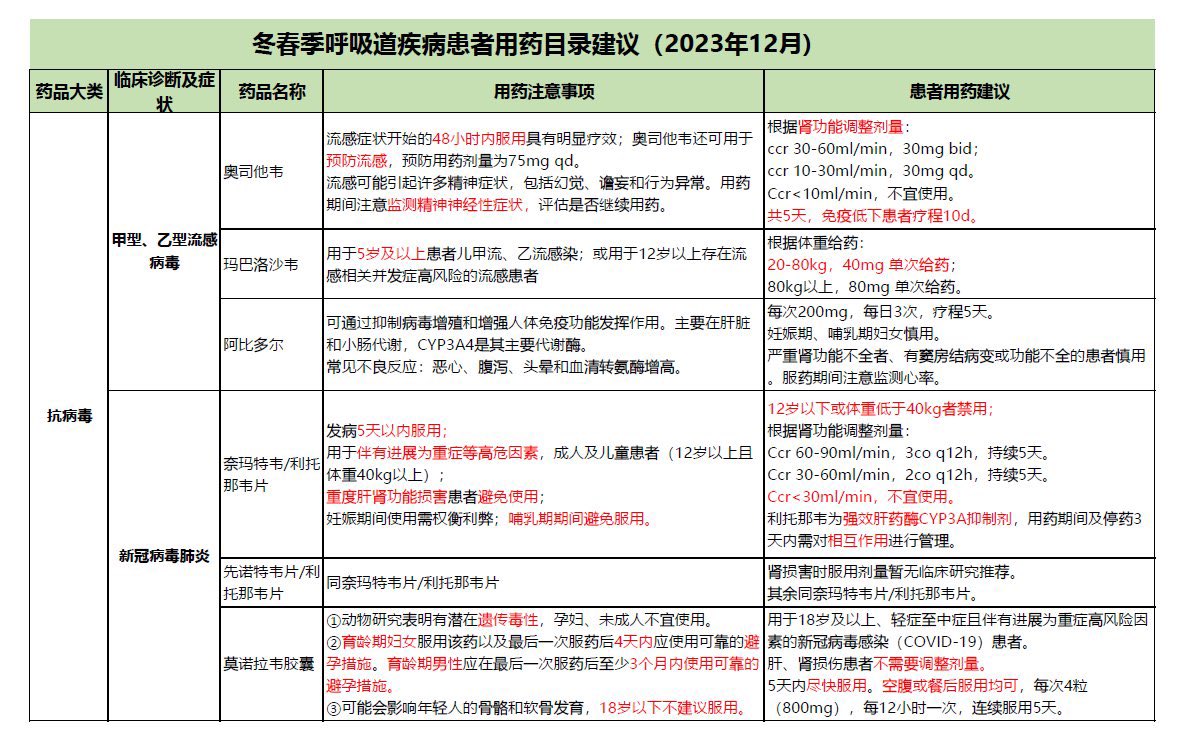 冬春季呼吸道疾病患者用药目录建议（2023年12月)
药品大类
临床诊断及症
状
药品名称
用药注意事项
患者用药建议
抗病毒
甲型、乙型流感
病毒
奥司他韦
流感症状开始的48小时内服用具有明显疗效；奥司他韦还可用于
预防流感，预防用药剂量为75mg qd。
流感可能引起许多精神症状，包括幻觉、谵妄和行为异常。用药
期间注意监测精神神经性症状，评估是否继续用药。
根据肾功能调整剂量：
ccr 30-60ml/min，30mg bid；
ccr 10-30ml/min，30mg qd。
Ccr<10ml/min，不宜使用。
共5天，免疫低下患者疗程10d。
玛巴洛沙韦
用于5岁及以上患者儿甲流、乙流感染；或用于12岁以上存在流
感相关并发症高风险的流感患者
根据体重给药：
20-80kg，40mg 单次给药；
80kg以上，80mg 单次给药。
阿比多尔
可通过抑制病毒增殖和增强人体免疫功能发挥作用。主要在肝脏
和小肠代谢，CYP3A4是其主要代谢酶。
常见不良反应：恶心、腹泻、头晕和血清转氨酶增高。
每次200mg，每日3次，疗程5天。
妊娠期、哺乳期妇女慎用。
严重肾功能不全者、有窦房结病变或功能不全的患者慎用
。服药期间注意监测心率。
新冠病毒肺炎
奈玛特韦/利托
那韦片
发病5天以内服用；
用于伴有进展为重症等高危因素，成人及儿童患者（12岁以上且
体重40kg以上）；
重度肝肾功能损害患者避免使用；
妊娠期间使用需权衡利弊；哺乳期期间避免服用。
12岁以下或体重低于40kg者禁用；
根据肾功能调整剂量：
Ccr 60-90ml/min，3co q12h，持续5天。
Ccr 30-60ml/min，2co q12h，持续5天。
Ccr<30ml/min，不宜使用。
利托那韦为强效肝药酶CYP3A抑制剂，用药期间及停药3
天内需对相互作用进行管理。
先诺特韦片/利
托那韦片
同奈玛特韦片/利托那韦片
肾损害时服用剂量暂无临床研究推荐。
其余同奈玛特韦片/利托那韦片。
莫诺拉韦胶囊
①动物研究表明有潜在遗传毒性，孕妇、未成人不宜使用。
②育龄期妇女服用该药以及最后一次服药后4天内应使用可靠的避
孕措施。育龄期男性应在最后一次服药后至少3个月内使用可靠的
避孕措施。
③可能会影响年轻人的骨骼和软骨发育，18岁以下不建议服用。
用于18岁及以上、轻症至中症且伴有进展为重症高风险因
素的新冠病毒感染（COVID-19）患者。
肝、肾损伤患者不需要调整剂量。
5天内尽快服用。空腹或餐后服用均可，每次4粒
（800mg），每12小时一次，连续服用5天。